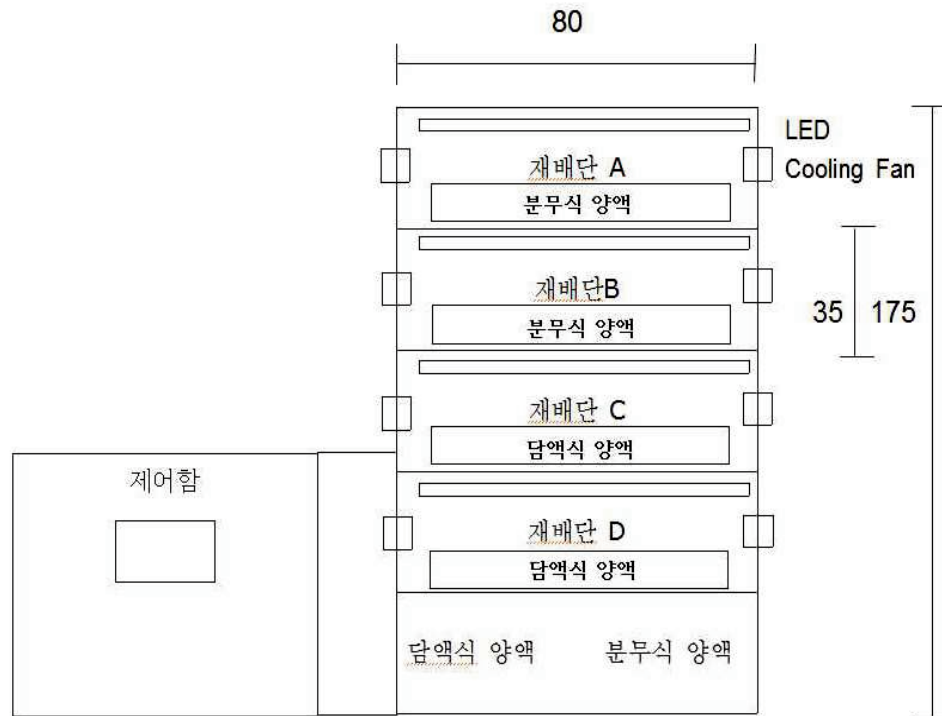 80
LED
Cooling Fan
재배단 A
분무식 양액
재배단B
분무식 양액
35
175
재배단 C
담액식 양액
제어함
재배단 D
담액식 양액
담액식 양액
분무식 양액